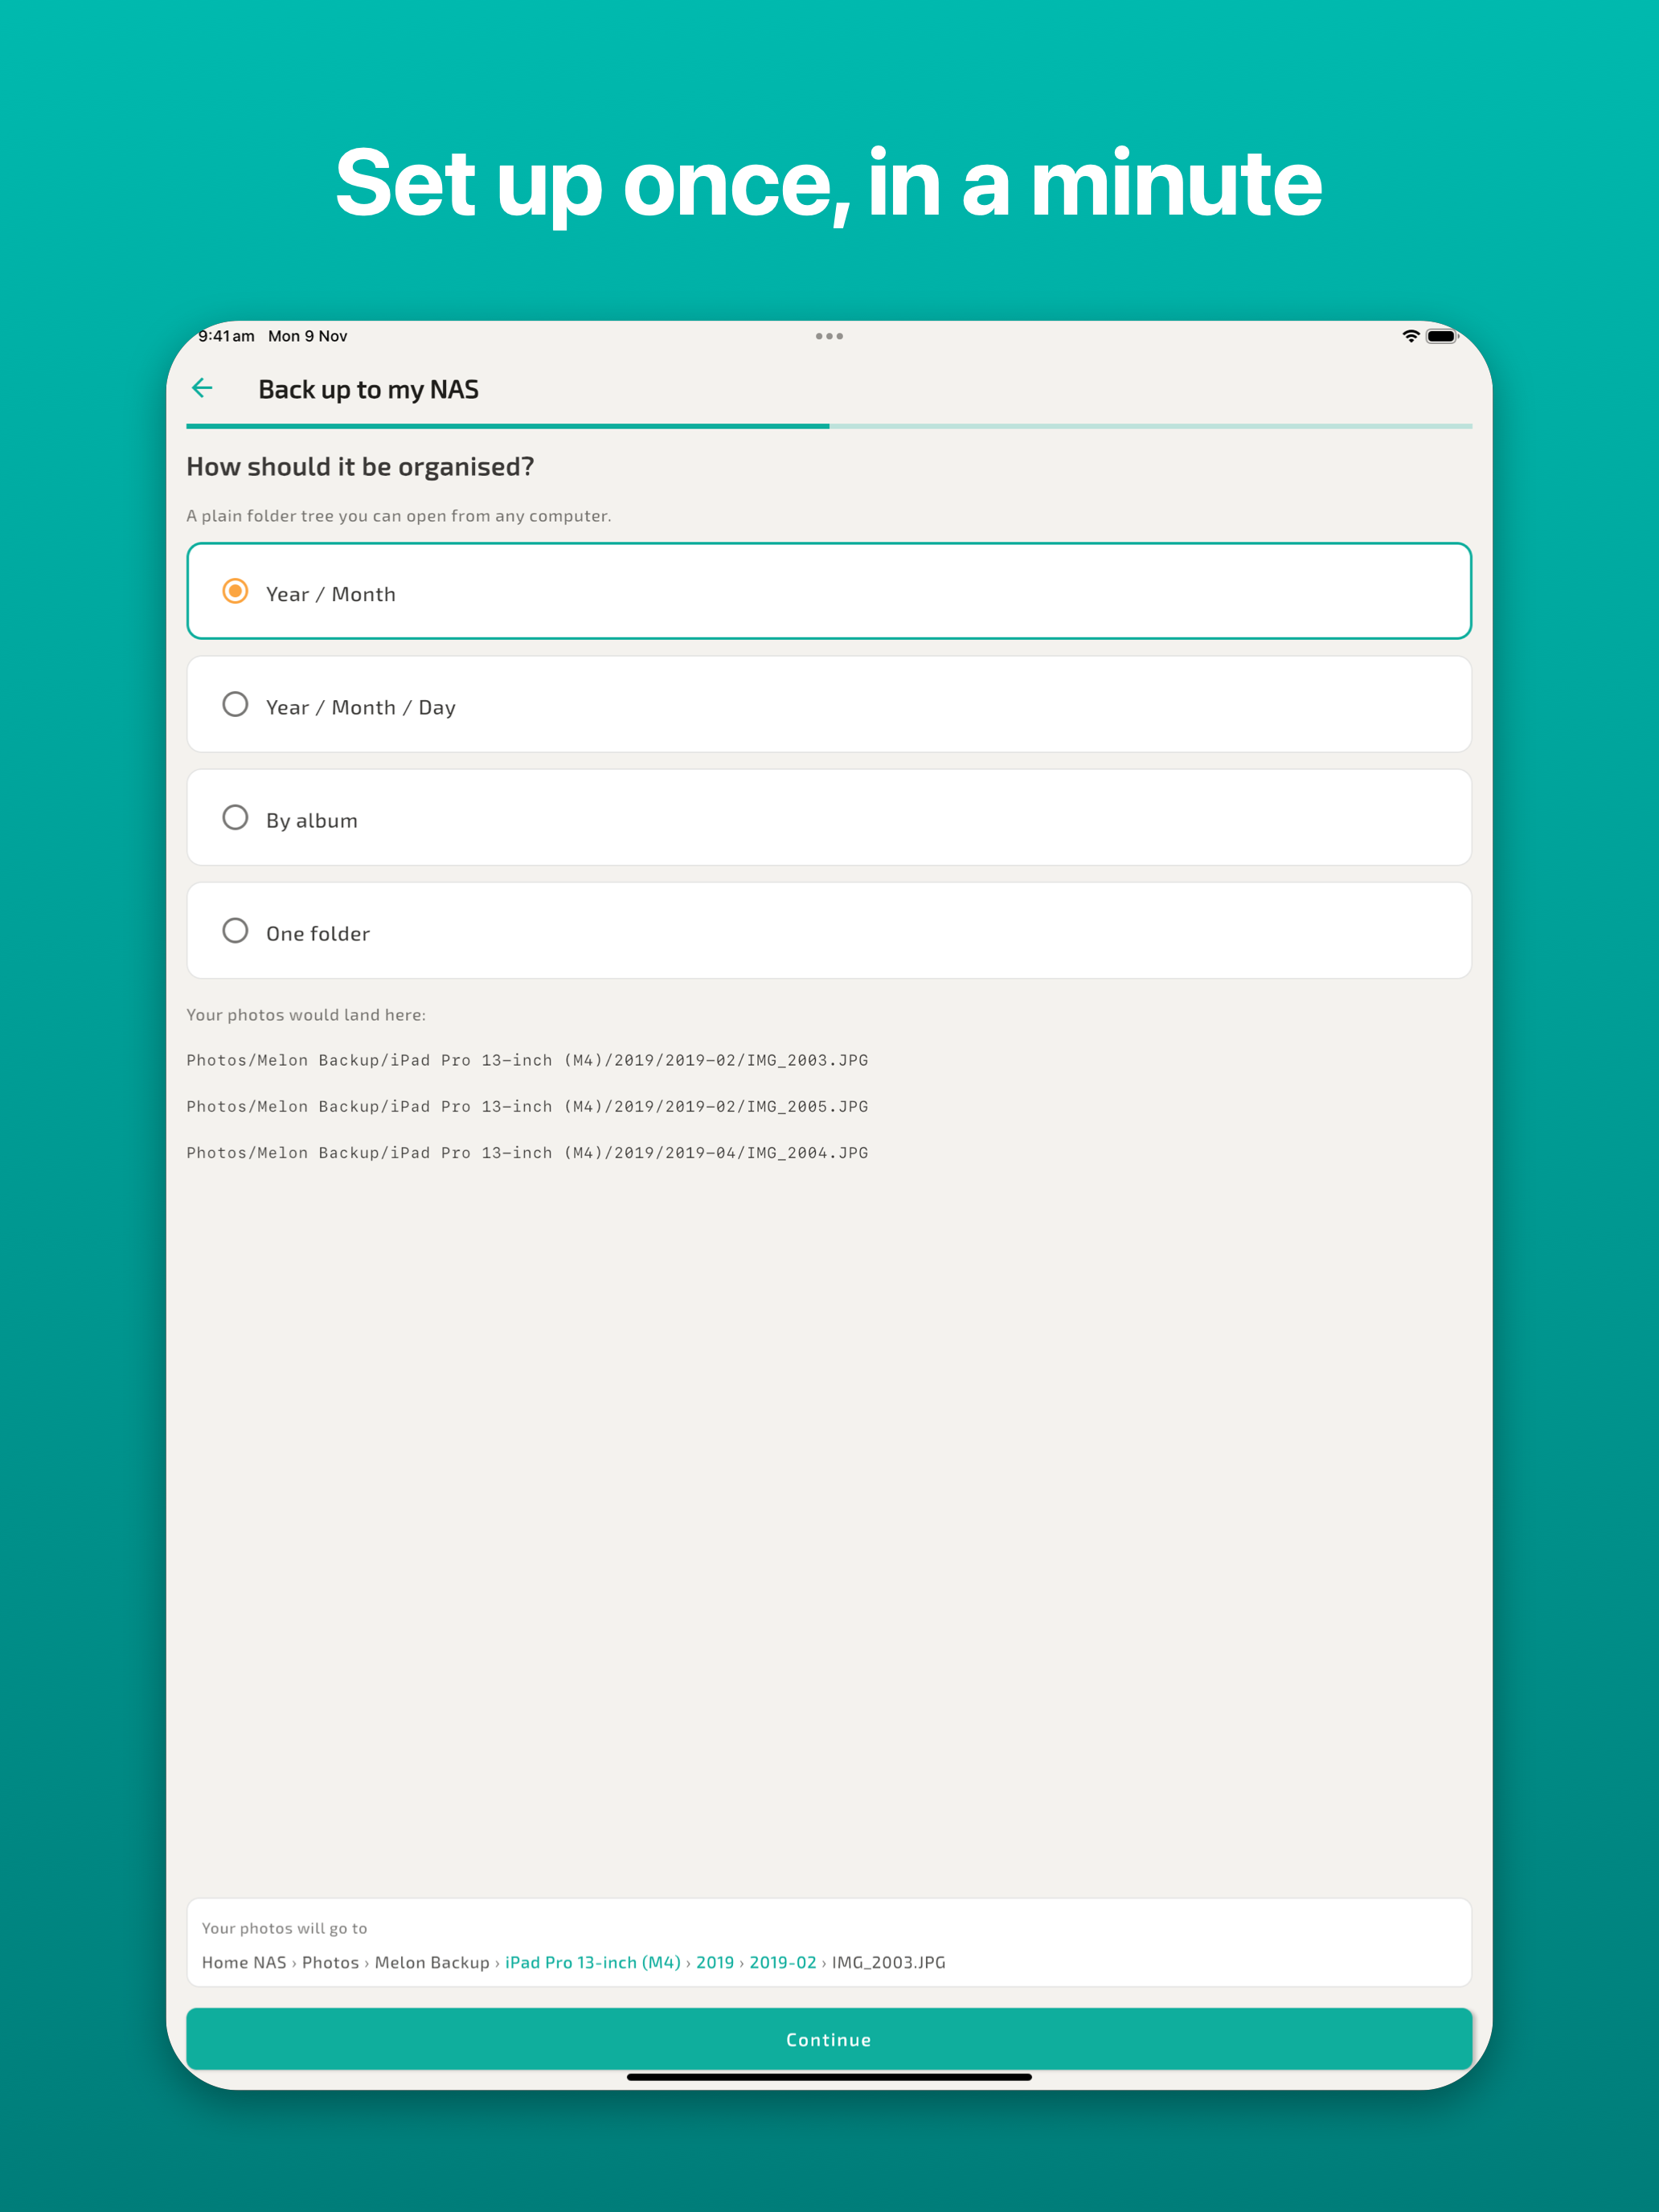 Set up once, in a minute
9:41 am Mon 9 Nov
Back up to my NAS
How should it be organised?
A plain folder tree you can open from any computer.
Year / Month
Year / Month / Day
By album
One folder
Your photos would land here:
Photos/Melon Backup/iPad Pro 13-inch (M4)/2019/2019-02/IMG_2003.JPG
Photos/Melon Backup/iPad Pro 13-inch (M4)/2019/2019-02/IMG_2005.JPG
Photos/Melon Backup/iPad Pro 13-inch (M4)/2019/2019-04/IMG_2004.JPG
Your photos will go to
Home NAS › Photos › Melon Backup › iPad Pro 13-inch (M4) › 2019 › 2019-02 › IMG_2003.JPG
Continue